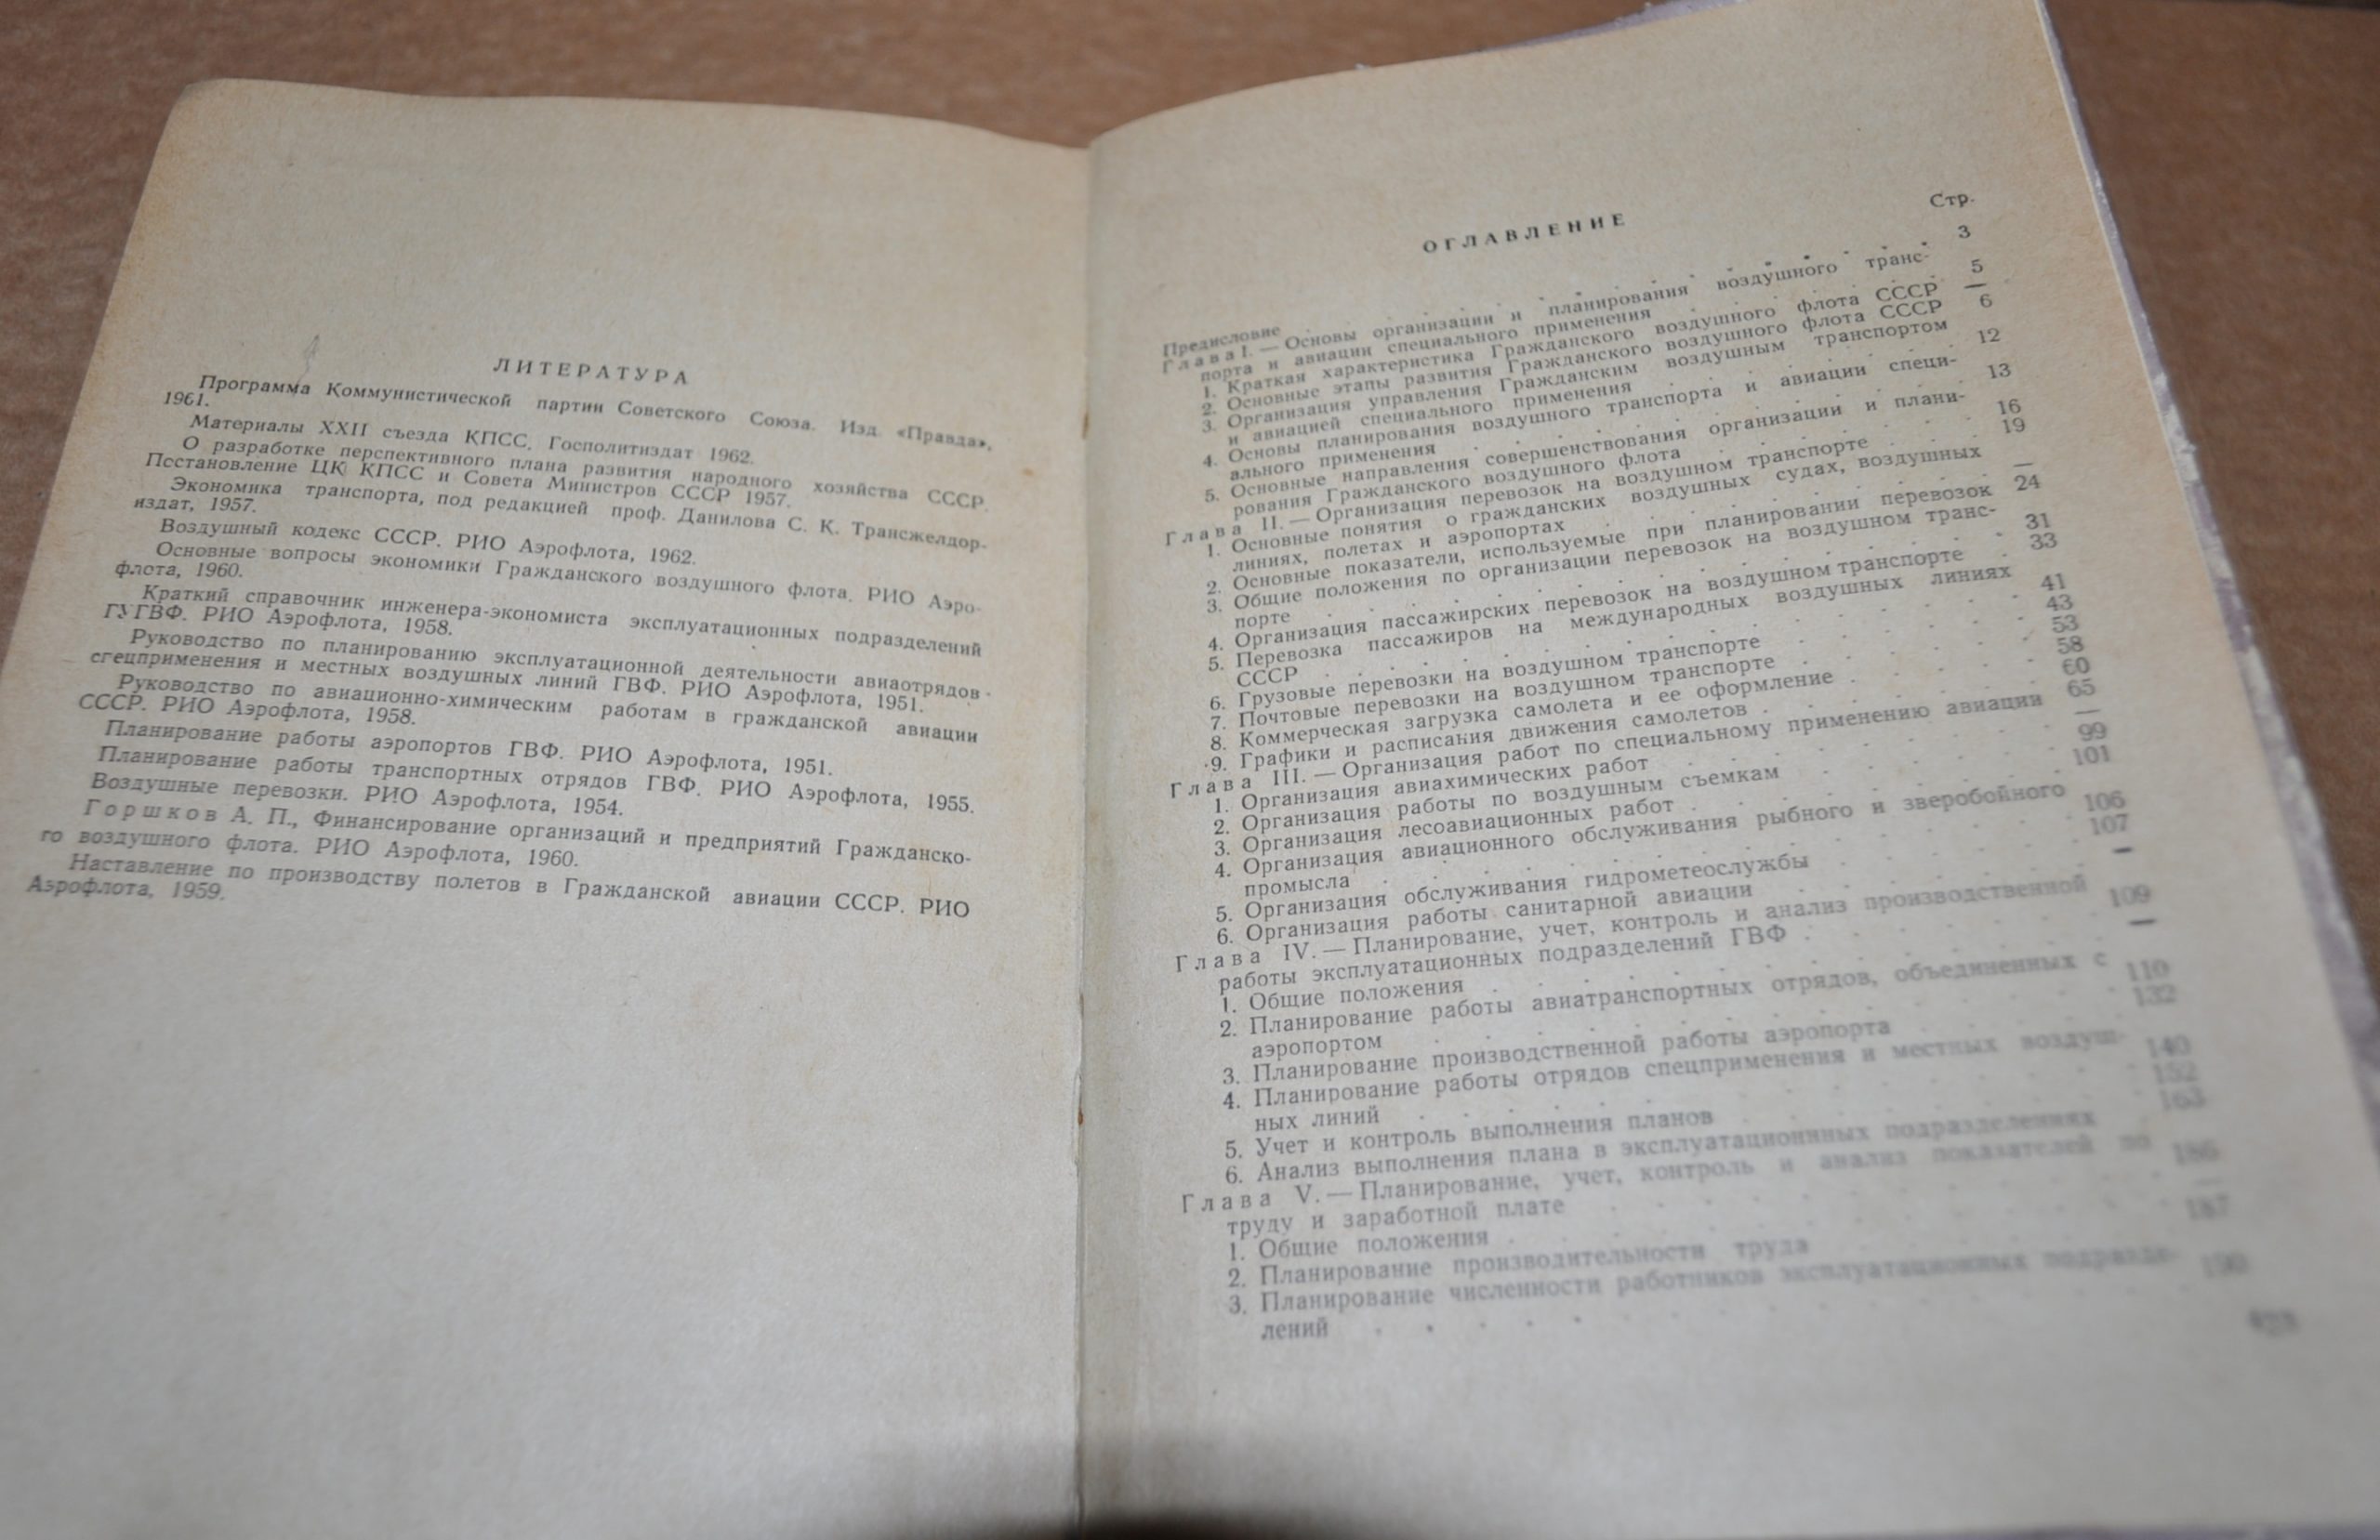 ЛИТЕРАТУРА
Программа Коммунистической партии Советского Союза. Изд. «Правда»,
1961.
Материалы XXII съезда КПСС. Госполитиздат 1962.
О разработке перспективного плана развития народного хозяйства СССР.
Постановление ЦК КПСС и Совета Министров СССР 1957.
Экономика транспорта, под редакцией проф. Данилова С. К. Трансжелдор-
издат, 1957.
Воздушный кодекс СССР. РИО Аэрофлота, 1962.
Основные вопросы экономики Гражданского воздушного флота. РИО Аэро-
флота, 1960.
Краткий справочник инженера-экономиста эксплуатационных подразделений
ГУГВФ. РИО Аэрофлота, 1958.
Руководство по планированию эксплуатационной деятельности авиаотрядов
спецприменения и местных воздушных линий ГВФ. РИО Аэрофлота, 1951.
Руководство по авиационно-химическим работам в гражданской авиации
СССР. РИО Аэрофлота, 1958.
Планирование работы аэропортов ГВФ. РИО Аэрофлота, 1951.
Планирование работы транспортных отрядов ГВФ. РИО Аэрофлота, 1955.
Воздушные перевозки. РИО Аэрофлота, 1954.
Горшков А. П., Финансирование организаций и предприятий Гражданско-
го воздушного флота. РИО Аэрофлота, 1960.
Наставление по производству полетов в Гражданской авиации СССР. РИО
Аэрофлота, 1959.
ОГЛАВЛЕНИЕ
Стр.
Предисловие 3
Глава I. — Основы организации и планирования воздушного транс-
порта и авиации специального применения 5
1. Краткая характеристика Гражданского воздушного флота СССР —
2. Основные этапы развития Гражданского воздушного флота СССР 6
3. Организация управления Гражданским воздушным транспортом
и авиацией специального применения 12
4. Основы планирования воздушного транспорта и авиации специ-
ального применения 13
5. Основные направления совершенствования организации и плани-
рования Гражданского воздушного флота 16
Глава II. — Организация перевозок на воздушном транспорте 19
1. Основные понятия о гражданских воздушных судах, воздушных
линиях, полетах и аэропортах —
2. Основные показатели, используемые при планировании перевозок 24
3. Общие положения по организации перевозок на воздушном транс-
порте 31
4. Организация пассажирских перевозок на воздушном транспорте 33
5. Перевозка пассажиров на международных воздушных линиях
СССР 41
6. Грузовые перевозки на воздушном транспорте 43
7. Почтовые перевозки на воздушном транспорте 53
8. Коммерческая загрузка самолета и ее оформление 58
9. Графики и расписания движения самолетов 60
Глава III. — Организация работ по специальному применению авиации 65
1. Организация авиахимических работ —
2. Организация работы по воздушным съемкам 99
3. Организация лесоавиационных работ 101
4. Организация авиационного обслуживания рыбного и зверобойного
промысла 106
5. Организация обслуживания гидрометеослужбы 107
6. Организация работы санитарной авиации —
Глава IV. — Планирование, учет, контроль и анализ производственной
работы эксплуатационных подразделений ГВФ 109
1. Общие положения —
2. Планирование работы авиатранспортных отрядов, объединенных с
аэропортом 110
3. Планирование производственной работы аэропорта 132
4. Планирование работы отрядов спецприменения и местных воздуш-
ных линий 140
5. Учет и контроль выполнения планов 152
6. Анализ выполнения плана в эксплуатационнных подразделениях 163
Глава V. — Планирование, учет, контроль и анализ показателей по
труду и заработной плате 186
1. Общие положения —
2. Планирование производительности труда 187
3. Планирование численности работников эксплуатационных подразде-
лений 190